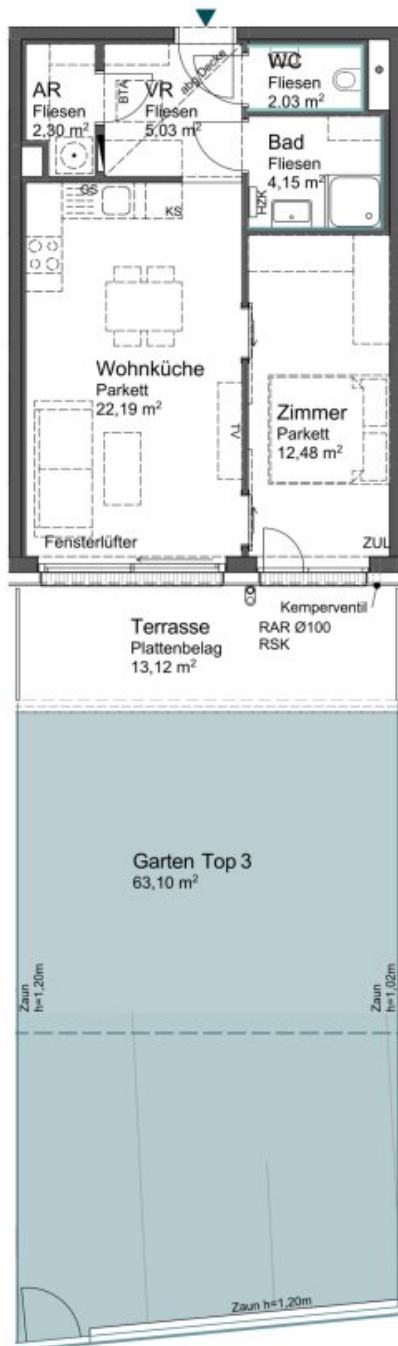 AR
Fliesen
2,30 m²
BTA
VR
Fliesen
5,03 m²
abg.Decke
WC
Fliesen
2.03 m²
Bad
Fliesen
4,15 m²
HZK
GS
KS
Wohnküche
Parkett
22,19 m²
TV
Zimmer
Parkett
12,48 m²
Fensterlüfter
ZUL
Kemperventil
Terrasse
Plattenbelag
13,12 m²
RAR Ø100
RSK
Garten Top 3
63,10 m²
Zaun
h=1,20m
Zaun
h=1,02m
Zaun h=1,20m